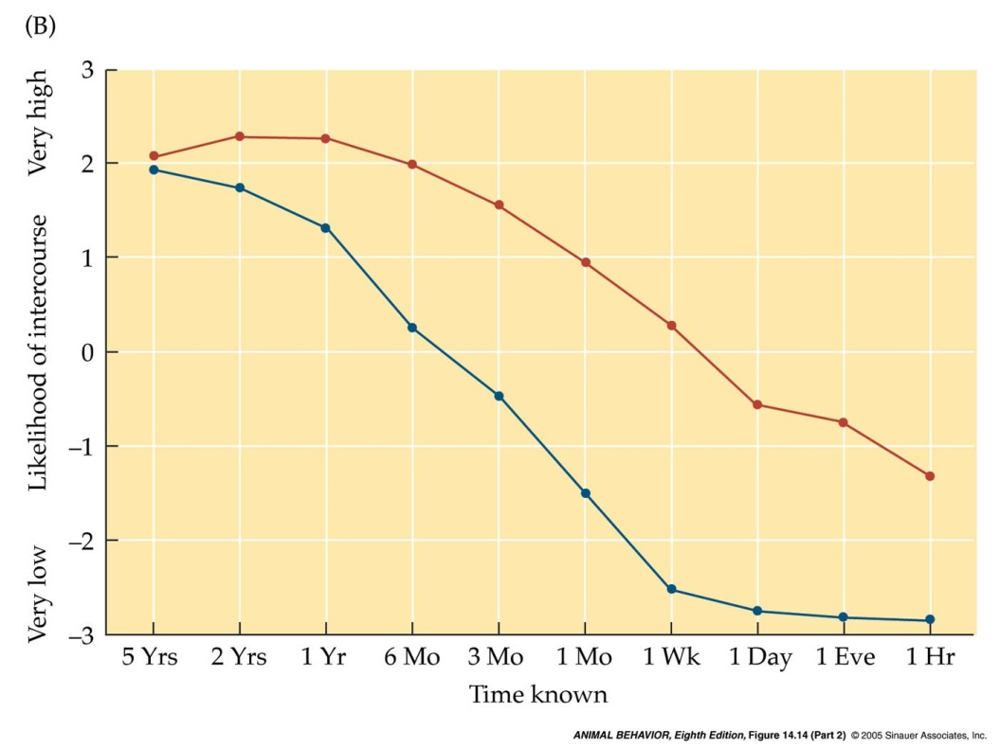 (B)
Very high
Likelihood of intercourse
Very low
3
2
1
0
–1
–2
–3
5 Yrs 2 Yrs 1 Yr 6 Mo 3 Mo 1 Mo 1 Wk 1 Day 1 Eve 1 Hr
Time known
ANIMAL BEHAVIOR, Eighth Edition, Figure 14.14 (Part 2) © 2005 Sinauer Associates, Inc.